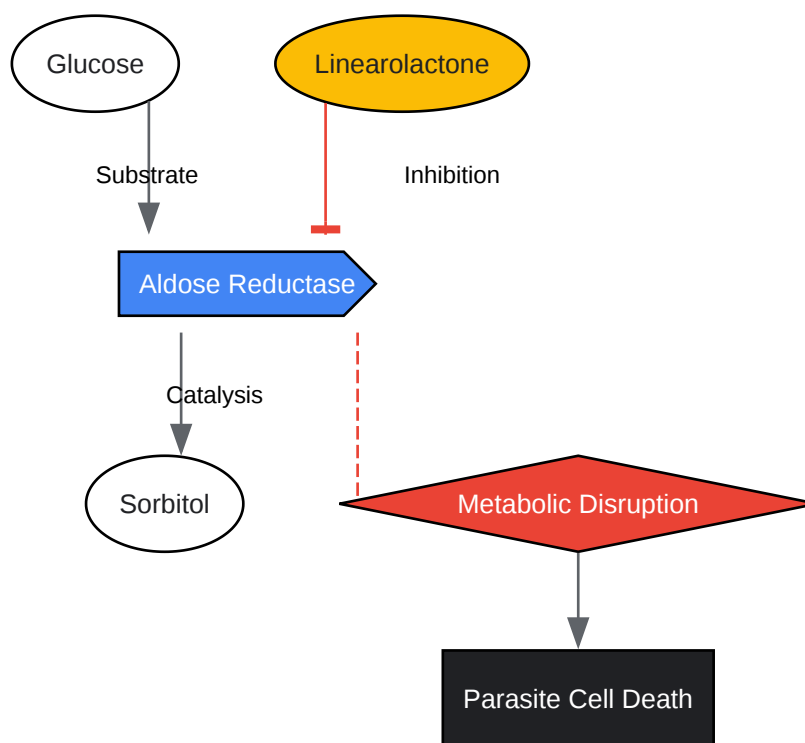 Glucose
Linearolactone
Substrate
Inhibition
Aldose Reductase
Catalysis
Sorbitol
Metabolic Disruption
Parasite Cell Death